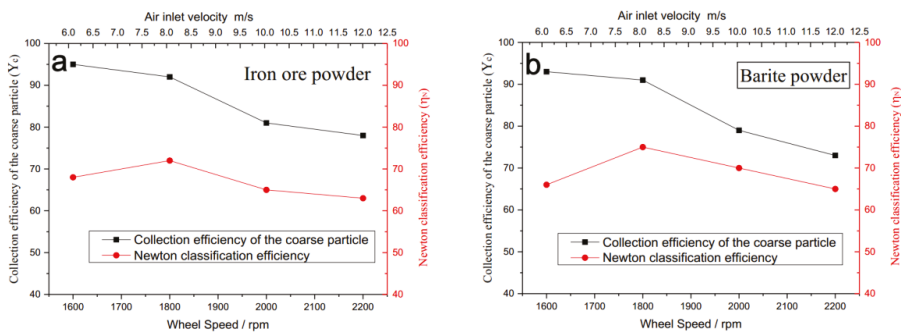 Air inlet velocity m/s
6.0 6.5 7.0 7.5 8.0 8.5 9.0 9.5 10.0 10.5 11.0 11.5 12.0 12.5
a
Iron ore powder
100
90
80
70
60
50
40
Collection efficiency of the coarse particle (Yc)
100
90
80
70
60
50
40
Newton classification efficiency (ηN)
Collection efficiency of the coarse particle
Newton classification efficiency
1600 1700 1800 1900 2000 2100 2200
Wheel Speed / rpm
Air inlet velocity m/s
6.0 6.5 7.0 7.5 8.0 8.5 9.0 9.5 10.0 10.5 11.0 11.5 12.0 12.5
b
Barite powder
100
90
80
70
60
50
40
Collection efficiency of the coarse particle (Yc)
100
90
80
70
60
50
40
Newton classification efficiency (ηN)
Collection efficiency of the coarse particle
Newton classification efficiency
1600 1700 1800 1900 2000 2100 2200
Wheel Speed / rpm